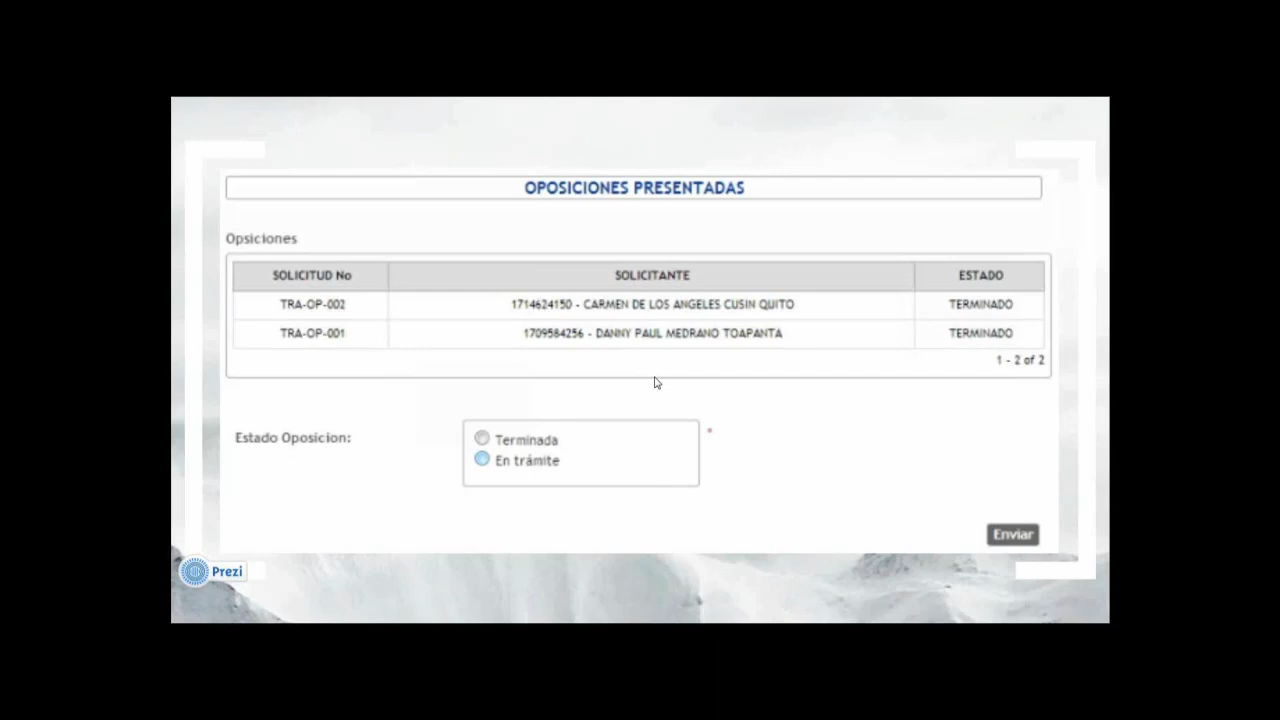 OPOSICIONES PRESENTADAS
Opsiciones
SOLICITUD No SOLICITANTE ESTADO
TRA-OP-002 1714624150 - CARMEN DE LOS ANGELES CUSIN QUITO TERMINADO
TRA-OP-001 1709584256 - DANNY PAUL MEDRANO TOAPANTA TERMINADO
1 - 2 of 2
Estado Oposicion:
Terminada *
En trámite
Enviar
Prezi